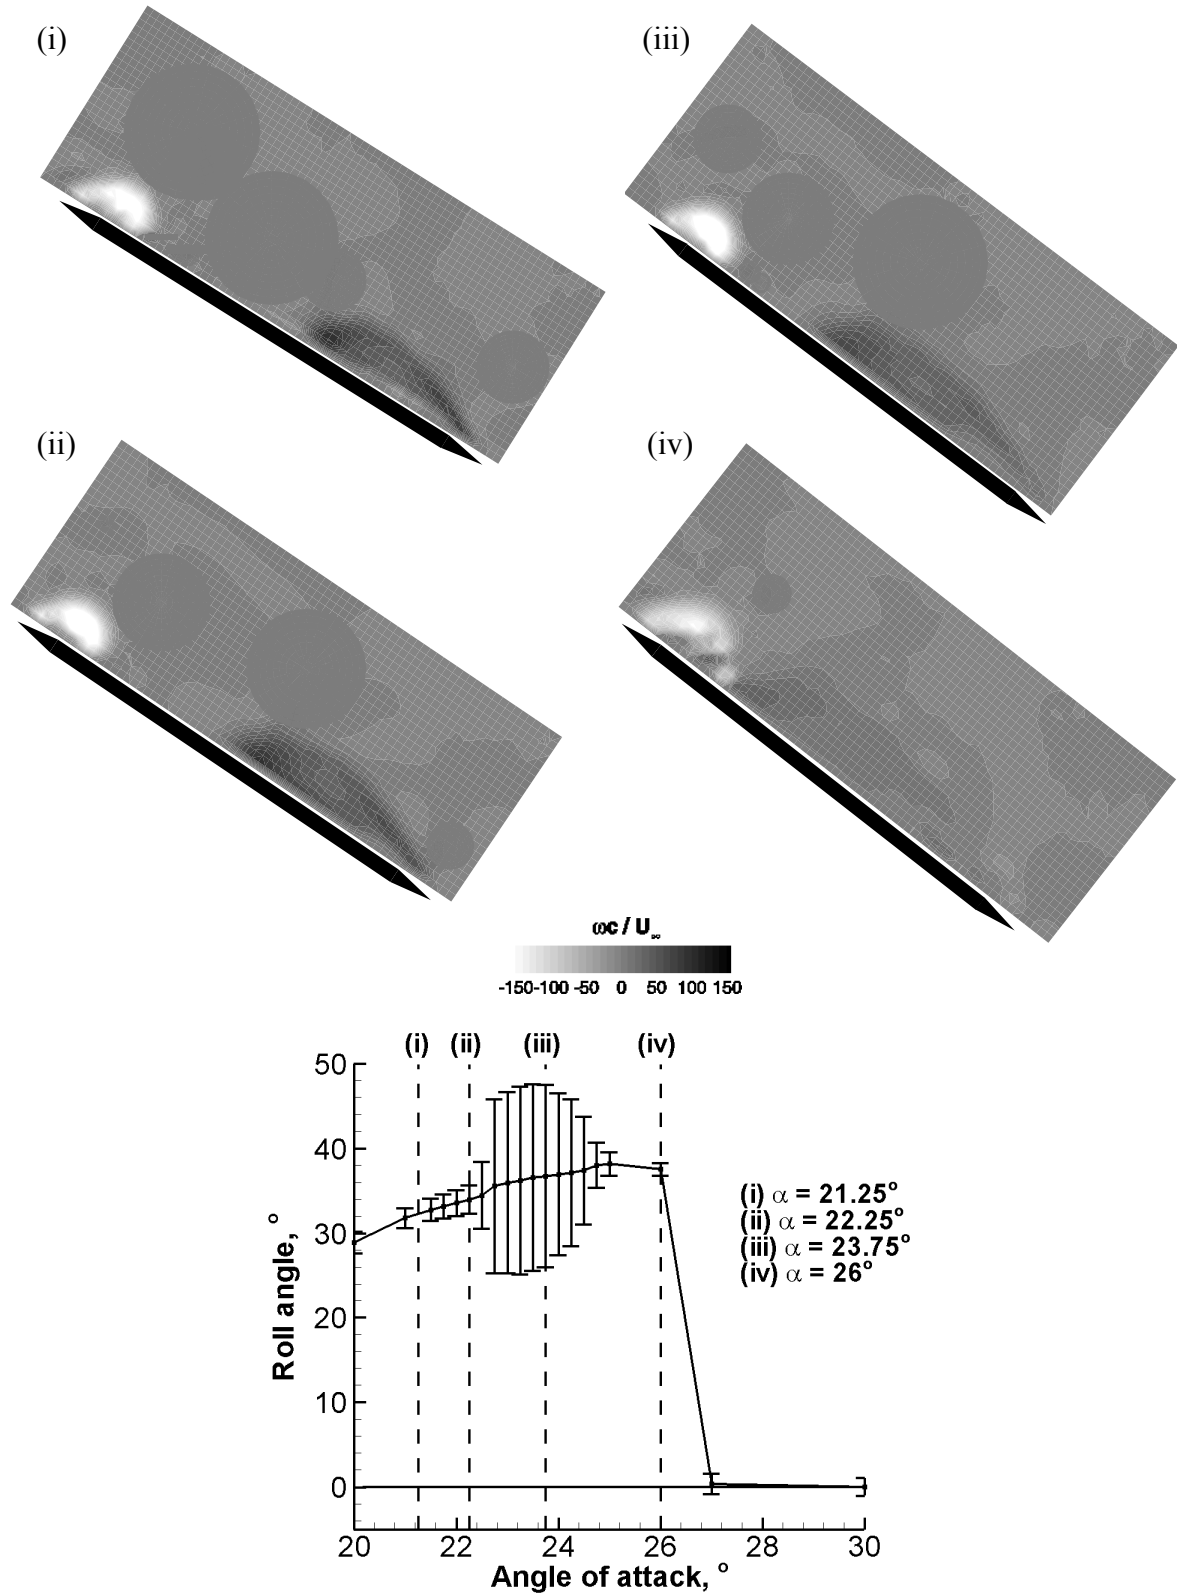 (i)
(iii)
(ii)
(iv)
ωc / U∞
-150 -100 -50 0 50 100 150
(i) (ii) (iii) (iv)
50
40
30
20
10
0
Roll angle, °
(i) α = 21.25°
(ii) α = 22.25°
(iii) α = 23.75°
(iv) α = 26°
20 22 24 26 28 30
Angle of attack, °